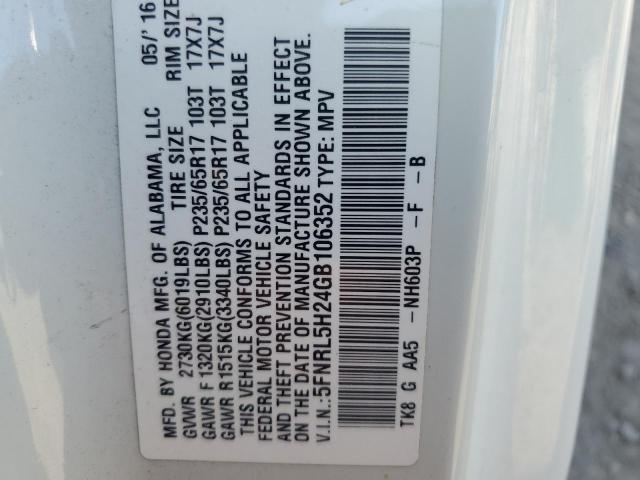 MFD. BY HONDA MFG. OF ALABAMA, LLC 05/' 16
GVWR 2730KG(6019LBS) TIRE SIZE RIM SIZE
GAWR F 1320KG(2910LBS) P235/65R17 103T 17X7J
GAWR R1515KG(3340LBS) P235/65R17 103T 17X7J
THIS VEHICLE CONFORMS TO ALL APPLICABLE
FEDERAL MOTOR VEHICLE SAFETY
AND THEFT PREVENTION STANDARDS IN EFFECT
ON THE DATE OF MANUFACTURE SHOWN ABOVE.
V.I.N.:5FNRL5H24GB106352 TYPE: MPV
TK8 G AA5 -NH603P -F -B